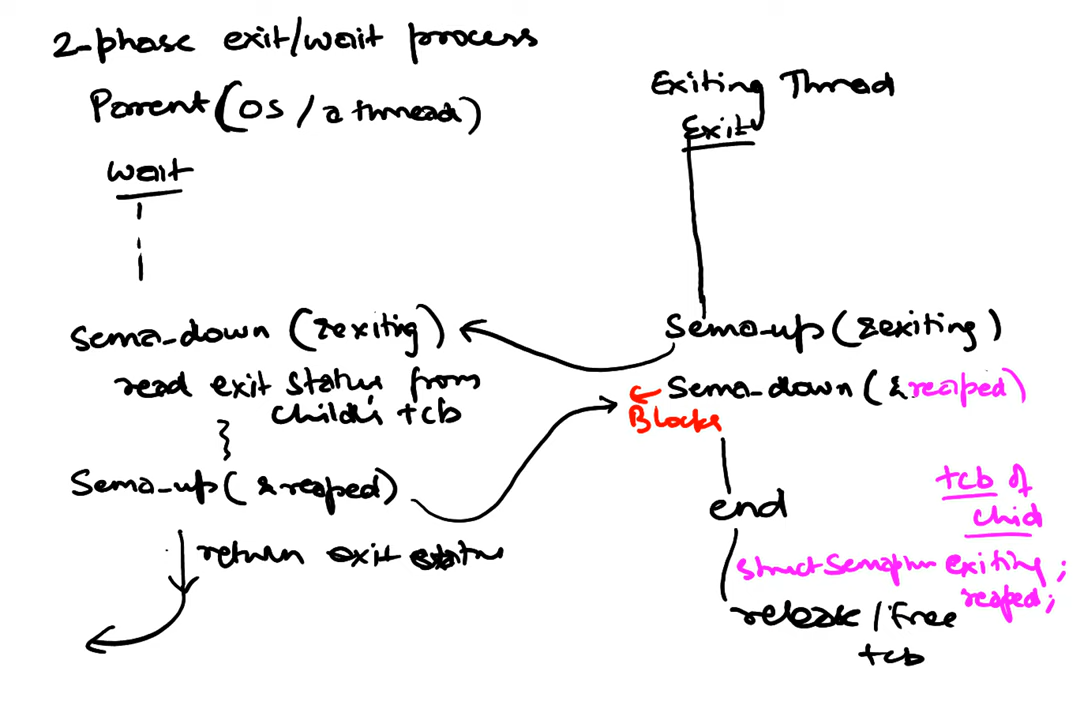 2-phase exit/wait process
Parent (OS / a thread)
wait
Sema-down (&exiting)
read exit status from
child's tcb
Sema-up (&reaped)
return exit status
Exiting Thread
Exit
Sema-up (&exiting)
Sema-down (&reaped)
Blocks
end
tcb of
child
struct Semaphore exiting;
reaped;
release / Free
tcb